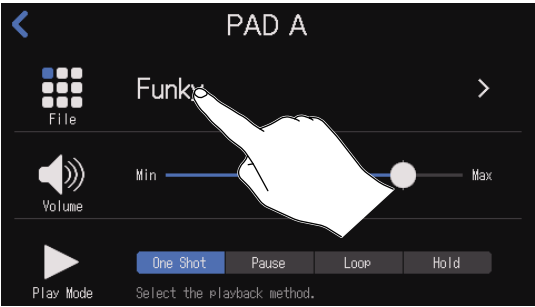 PAD A
Funky
File
Min
Max
Volume
One Shot Pause Loop Hold
Play Mode
Select the playback method.